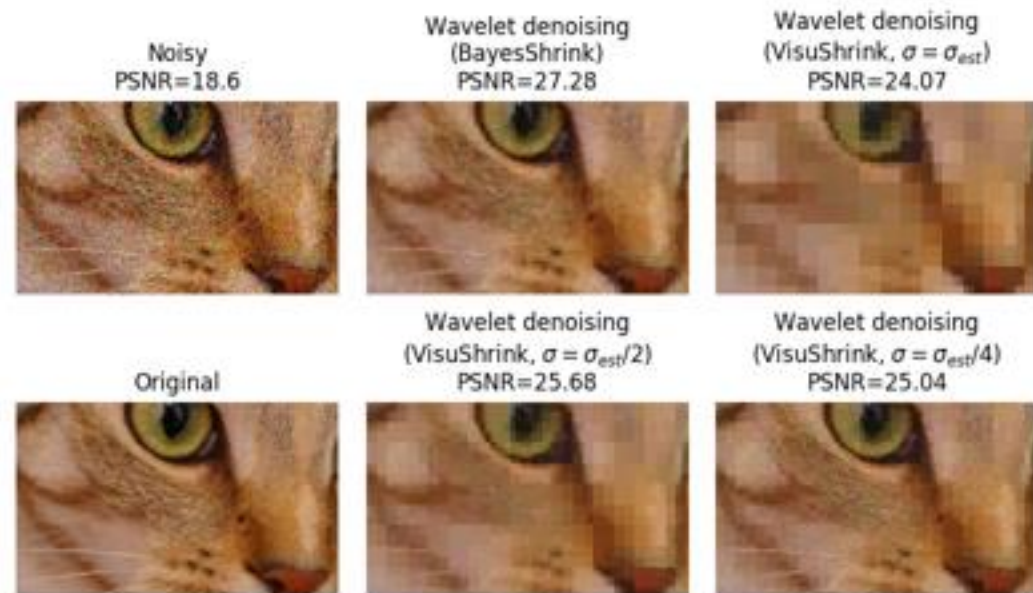 Noisy
PSNR=18.6
Wavelet denoising
(BayesShrink)
PSNR=27.28
Wavelet denoising
(VisuShrink, σ = σest)
PSNR=24.07
Original
Wavelet denoising
(VisuShrink, σ = σest/2)
PSNR=25.68
Wavelet denoising
(VisuShrink, σ = σest/4)
PSNR=25.04